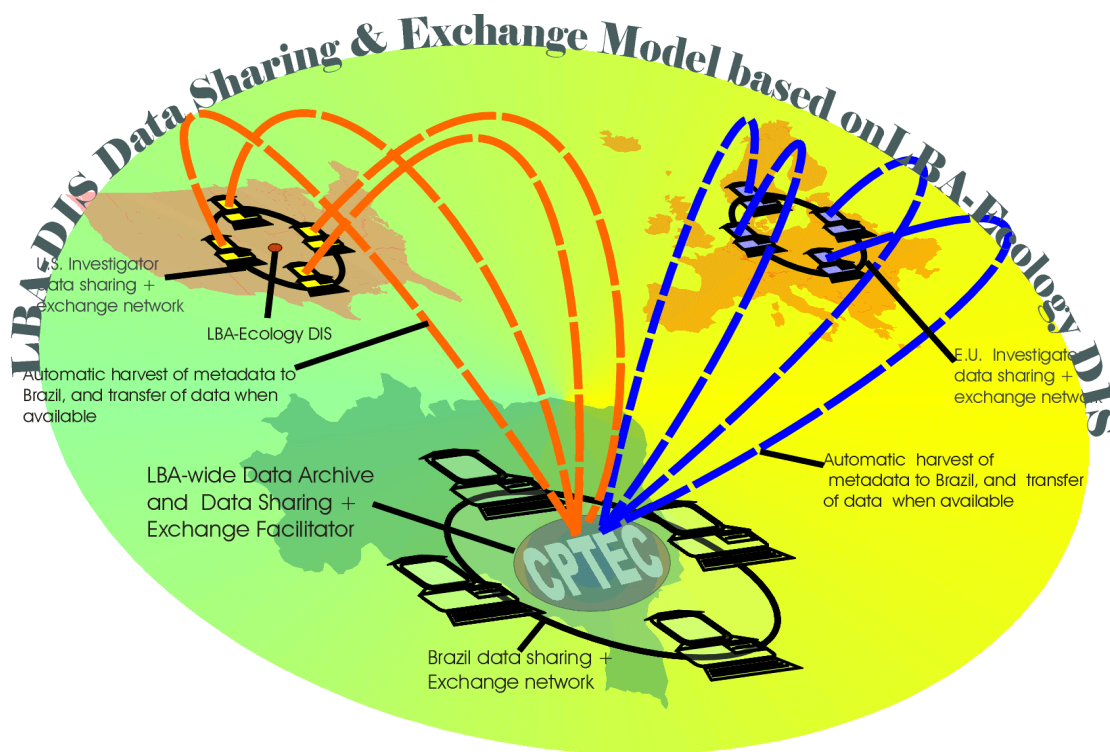 LBA-DIS Data Sharing & Exchange Model based on LBA-Ecology DIS
U.S. Investigator
data sharing +
exchange network
LBA-Ecology DIS
Automatic harvest of metadata to
Brazil, and transfer of data when
available
E.U. Investigate
data sharing +
exchange network
LBA-wide Data Archive
and Data Sharing +
Exchange Facilitator
Automatic harvest of
metadata to Brazil, and transfer
of data when available
CPTEC
Brazil data sharing +
Exchange network